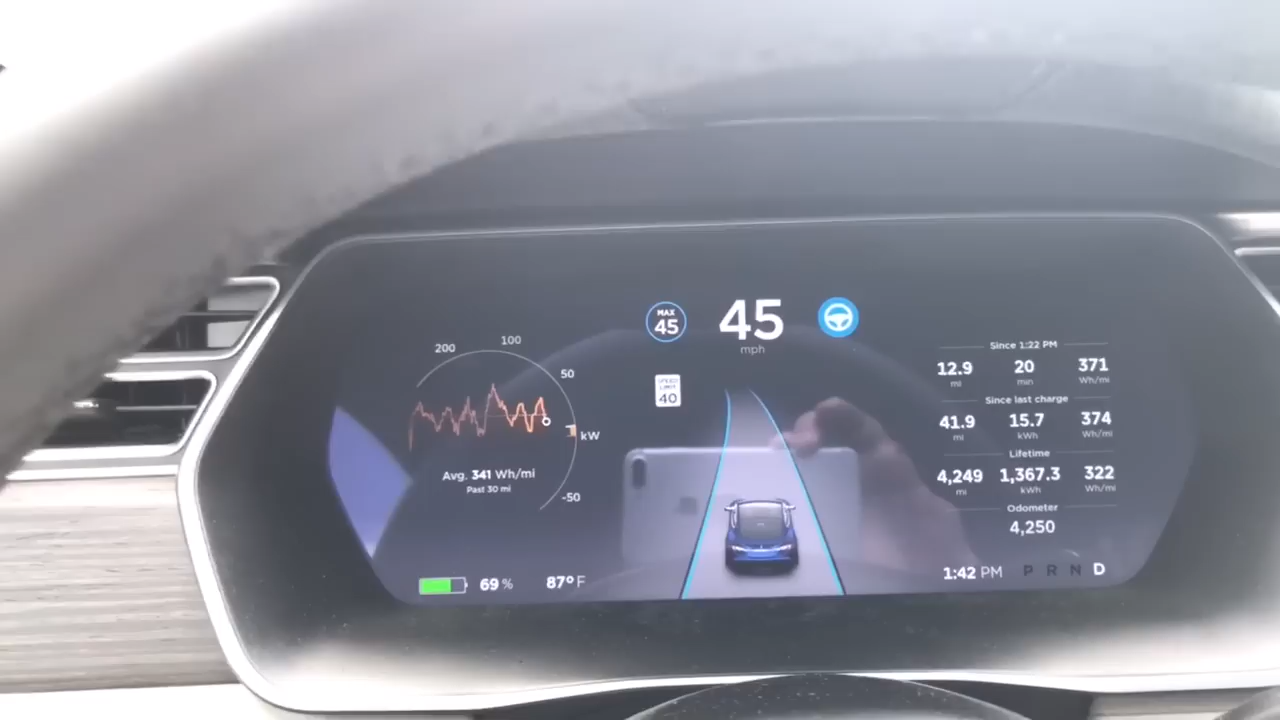 MAX
45
45
mph
SPEED
LIMIT
40
200
100
50
kW
-50
Avg. 341 Wh/mi
Past 30 mi
69 %
87° F
Since 1:22 PM
12.9 20 371
mi min Wh/mi
Since last charge
41.9 15.7 374
mi kWh Wh/mi
Lifetime
4,249 1,367.3 322
mi kWh Wh/mi
Odometer
4,250
1:42 PM P R N D